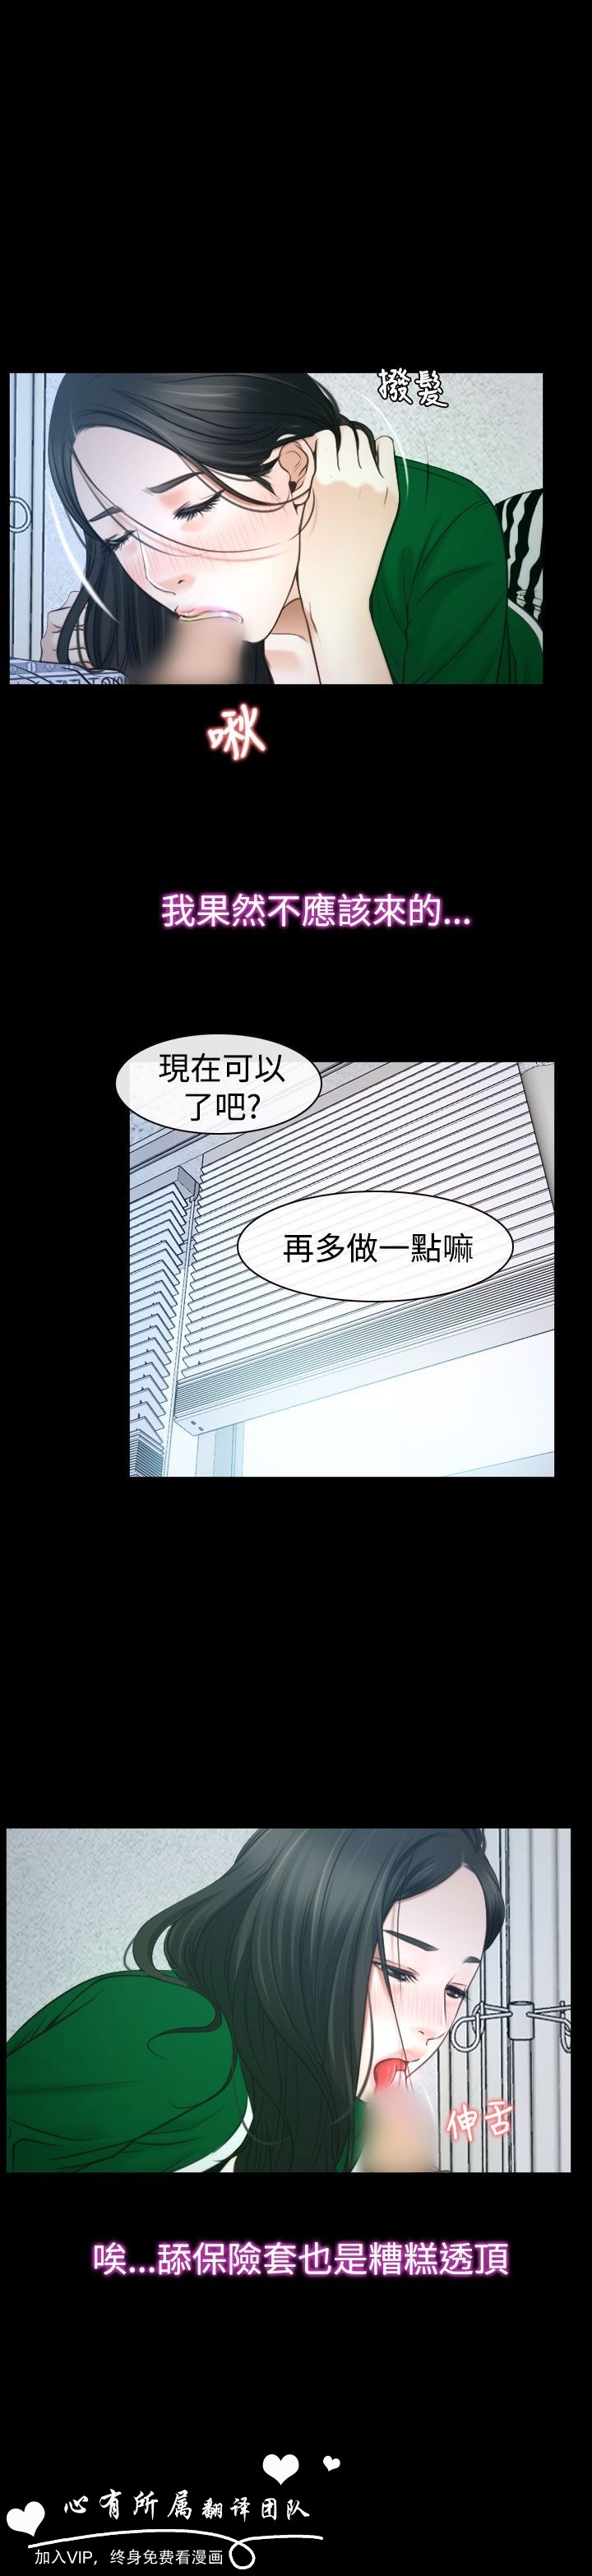 撥髮
啾
我果然不應該來的...
現在可以
了吧?
再多做一點嘛
伸舌
唉...舔保險套也是糟糕透頂
心有所属翻译团队
加入VIP，终身免费看漫画